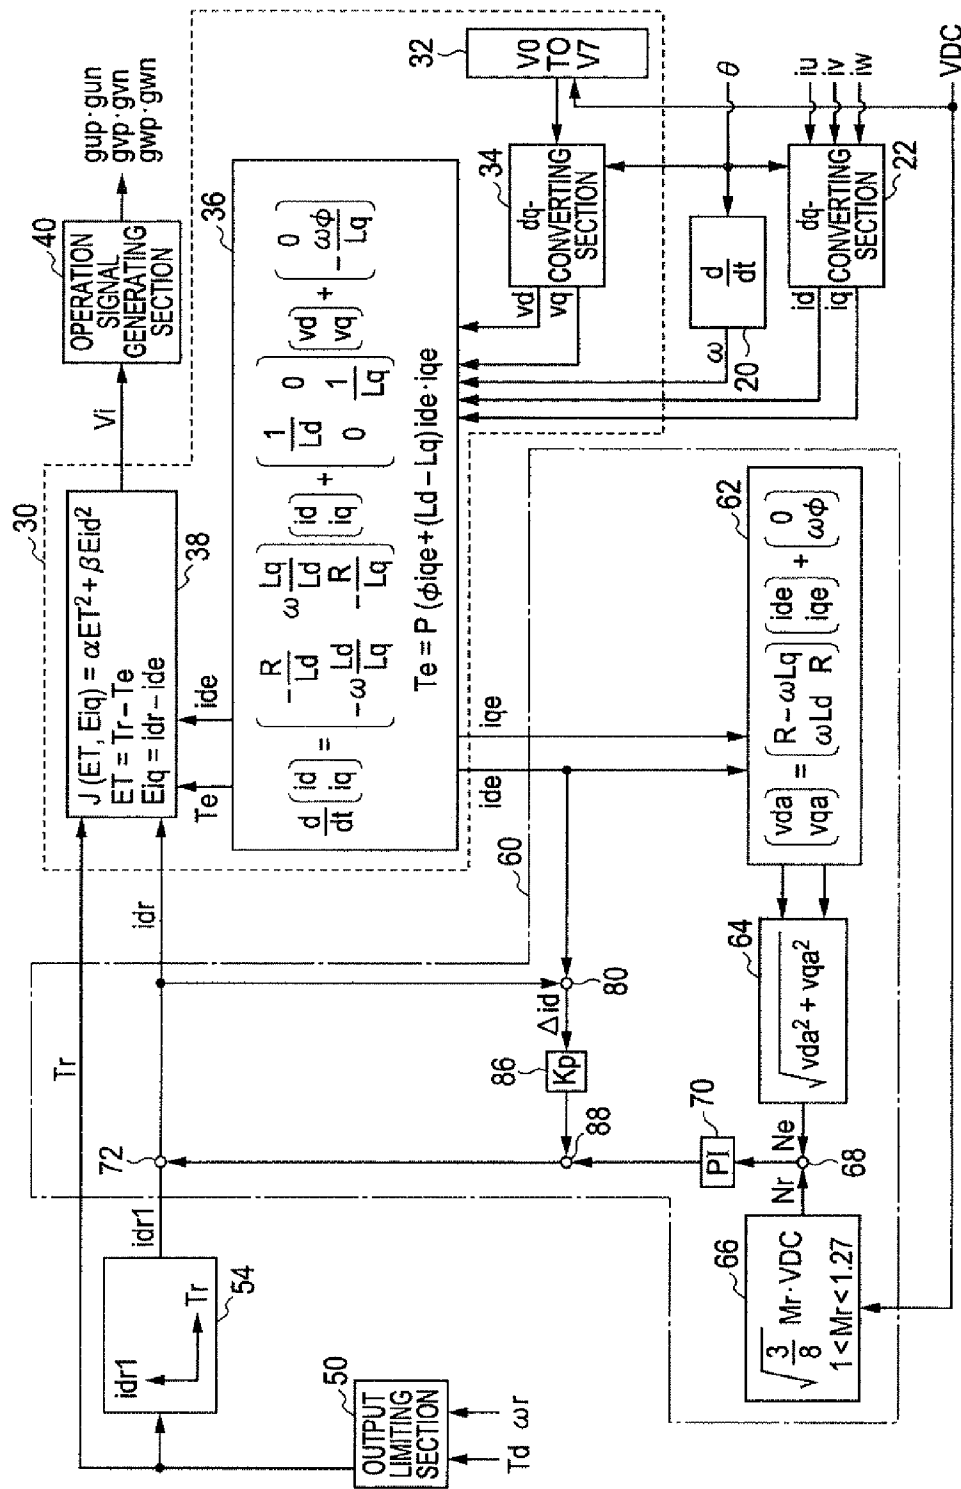 30
38
J (ET, Eiq) = αET² + βEid²
ET = Tr – Te
Eiq = idr – ide
Vi
40
OPERATION
SIGNAL
GENERATING
SECTION
gup·gun
gvp·gvn
gwp·gwn
Tr
idr
Te
ide
36
d/dt (id iq) = (-R/Ld ω Lq/Ld -ω Ld/Lq -R/Lq) (id iq) + (1/Ld 0 0 1/Lq) (vd vq) + (0 -ωϕ/Lq)
Te = P (ϕiqe + (Ld – Lq) ide·iqe
32
V0
TO
V7
34
dq-
CONVERTING
SECTION
vd
vq
θ
d/dt
20
ω
22
dq-
CONVERTING
SECTION
id
iq
iu
iv
iw
VDC
ide
iqe
60
62
(vda vqa) = (R – ωLq ωLd R) (ide iqe) + (0 ωϕ)
64
√vda² + vqa²
Ne
Nr
68
66
√3/8 Mr·VDC
1 < Mr < 1.27
70
PI
88
86
Kp
Δid
80
72
idr1
54
idr1
Tr
50
OUTPUT
LIMITING
SECTION
Td ωr